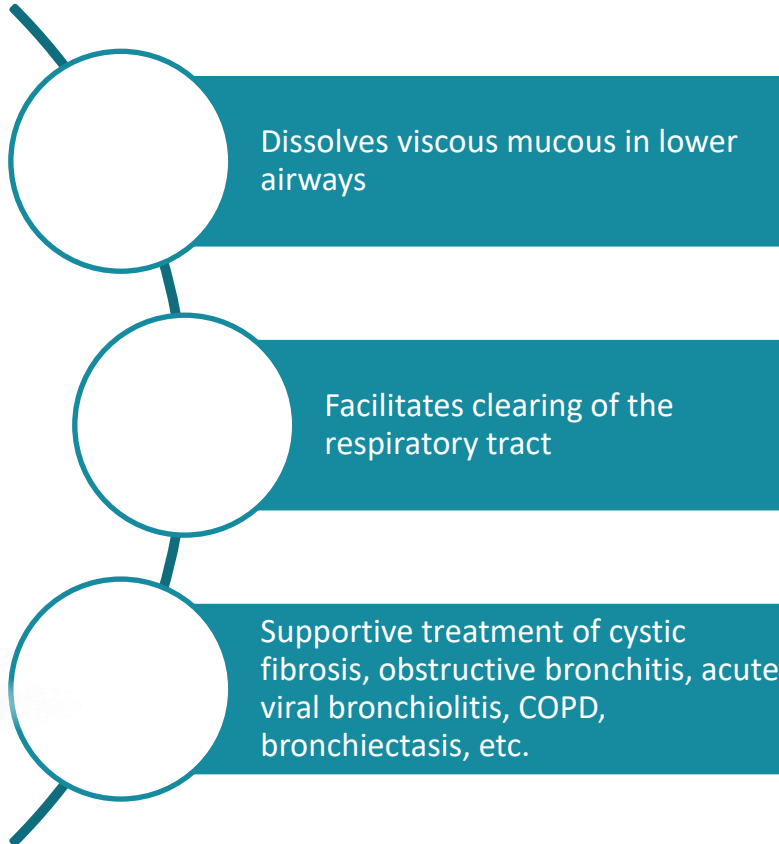 Dissolves viscous mucous in lower
airways
Facilitates clearing of the
respiratory tract
Supportive treatment of cystic
fibrosis, obstructive bronchitis, acute
viral bronchiolitis, COPD,
bronchiectasis, etc.